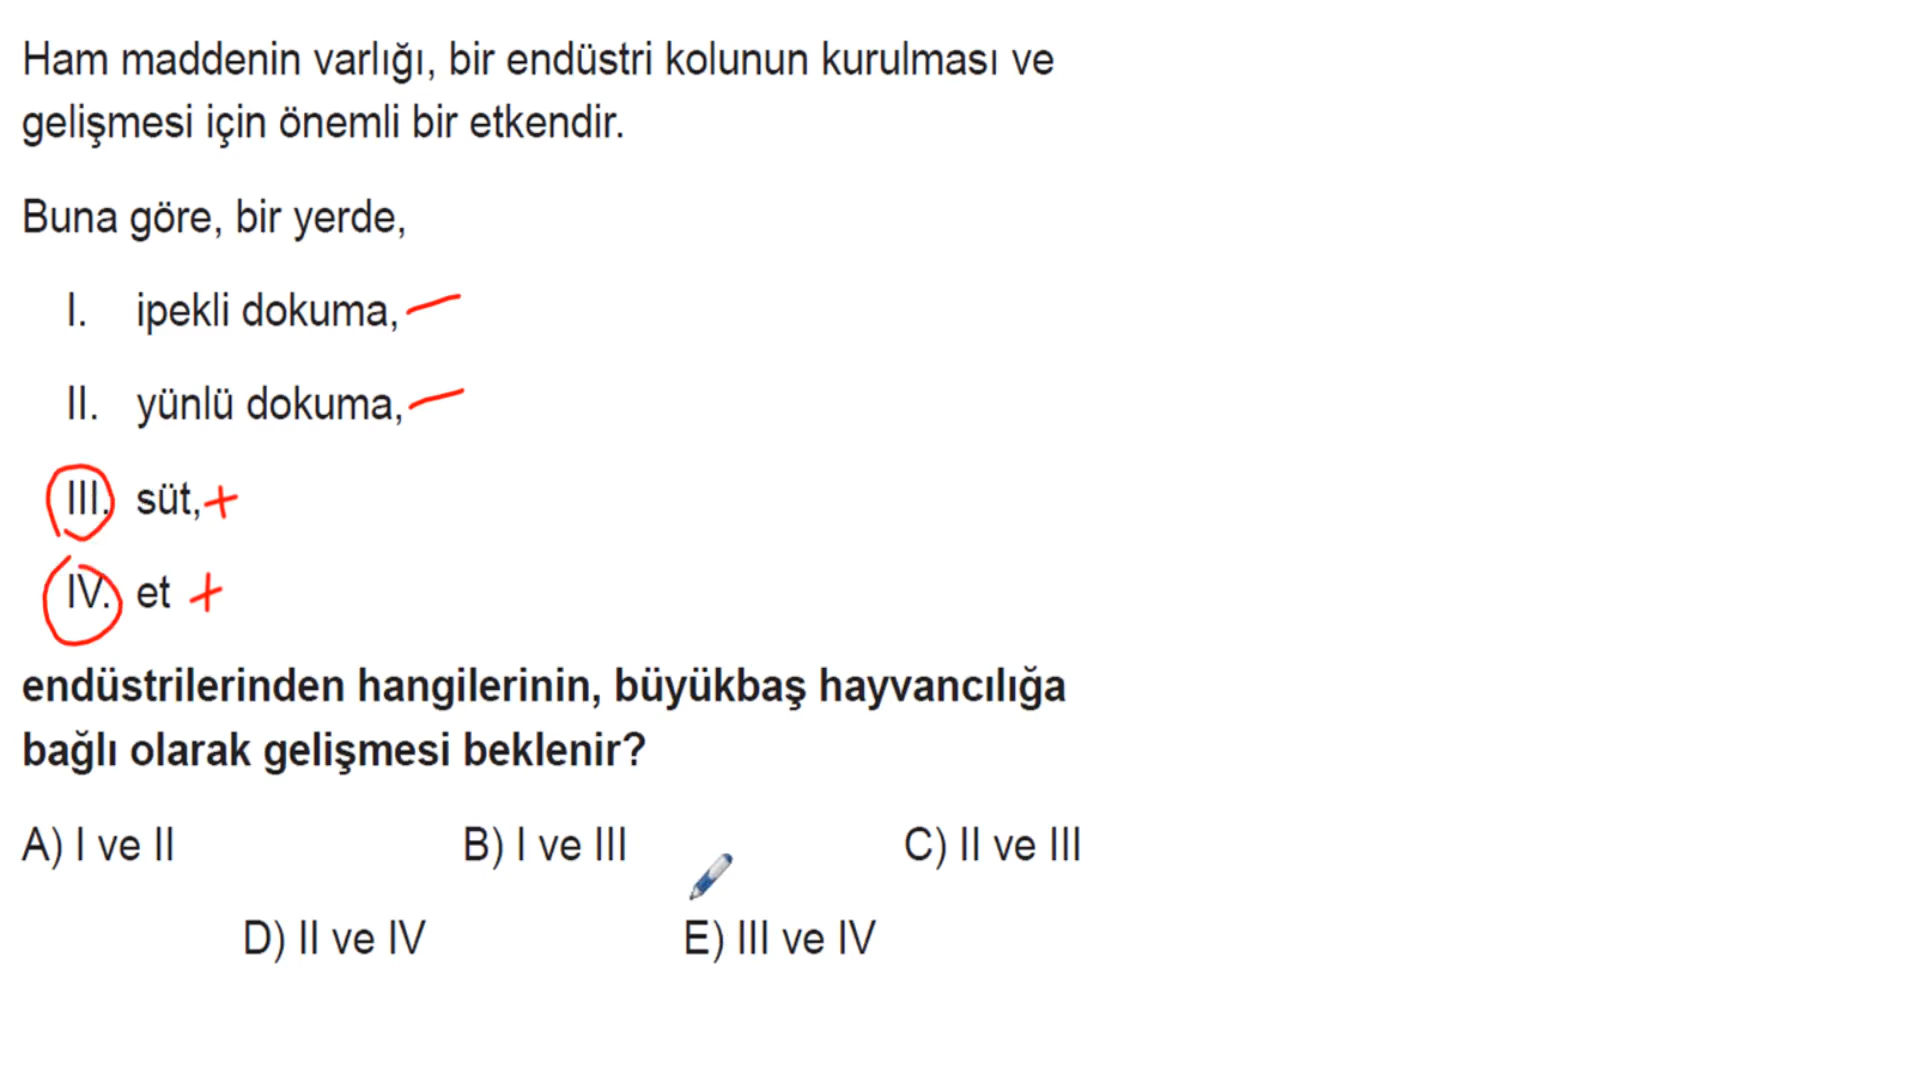 Ham maddenin varlığı, bir endüstri kolunun kurulması ve
gelişmesi için önemli bir etkendir.
Buna göre, bir yerde,
I. ipekli dokuma, –
II. yünlü dokuma, –
III. süt, +
IV. et +
endüstrilerinden hangilerinin, büyükbaş hayvancılığa
bağlı olarak gelişmesi beklenir?
A) I ve II B) I ve III C) II ve III
D) II ve IV E) III ve IV